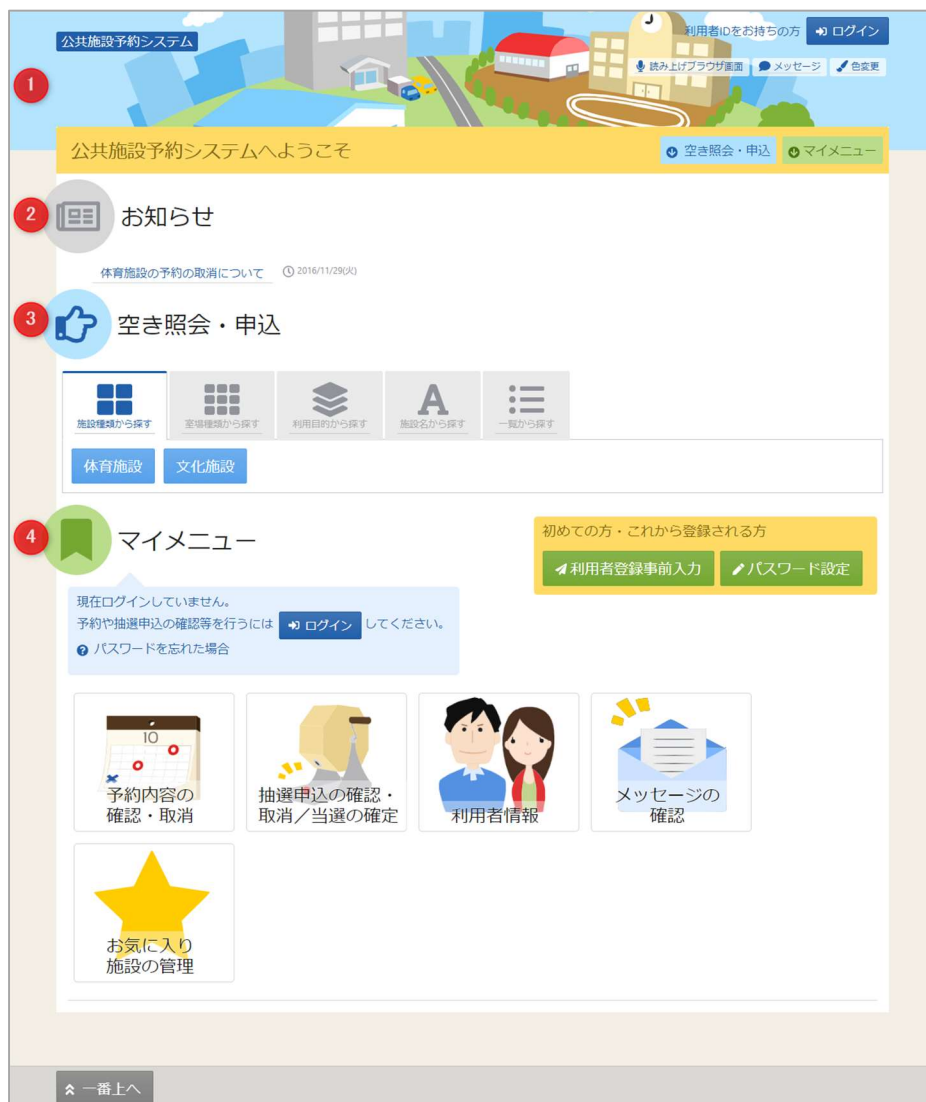 公共施設予約システム
利用者IDをお持ちの方 ログイン
読み上げブラウザ画面 メッセージ 色変更
1
公共施設予約システムへようこそ
空き照会・申込 マイメニュー
2
お知らせ
体育施設の予約の取消について 2016/11/29(火)
3
空き照会・申込
施設種類から探す 室場種類から探す 利用目的から探す 施設名から探す 一覧から探す
体育施設 文化施設
4
マイメニュー
初めての方・これから登録される方
利用者登録事前入力 パスワード設定
現在ログインしていません。
予約や抽選申込の確認等を行うには ログイン してください。
パスワードを忘れた場合
10
予約内容の
確認・取消
抽選申込の確認・
取消/当選の確定
利用者情報
メッセージの
確認
お気に入り
施設の管理
一番上へ